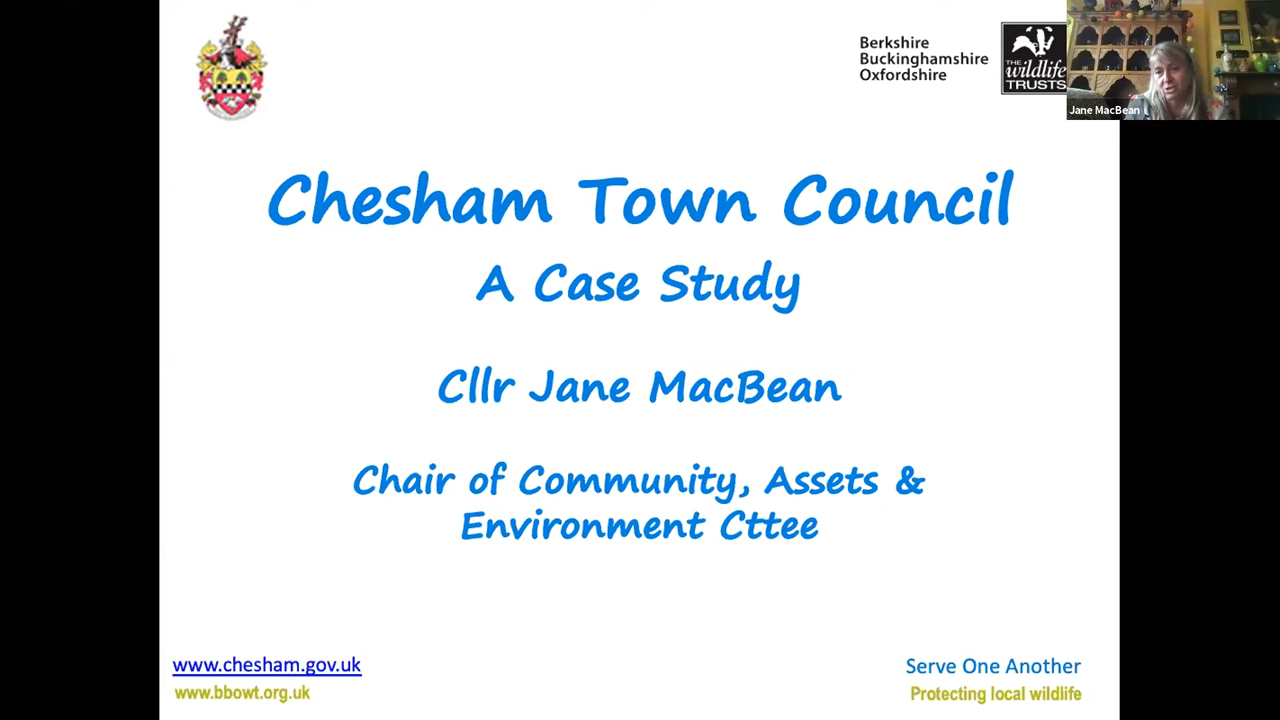 Berkshire
Buckinghamshire
Oxfordshire
THE
wildlife
TRUSTS
Jane MacBean
Chesham Town Council
A Case Study
Cllr Jane MacBean
Chair of Community, Assets &
Environment Cttee
www.chesham.gov.uk
Serve One Another
www.bbowt.org.uk
Protecting local wildlife